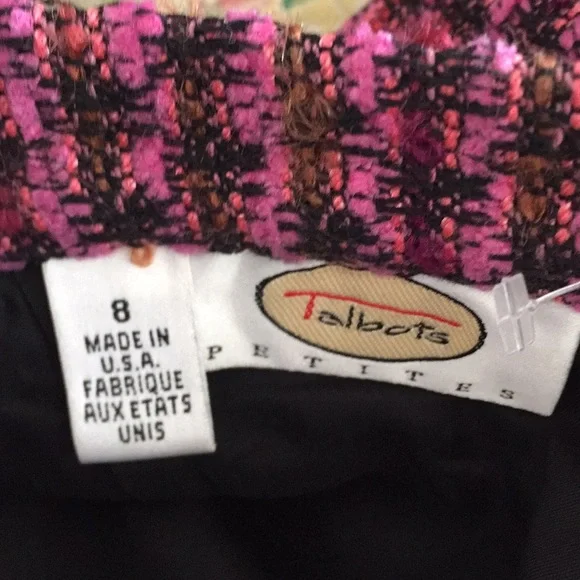 8
MADE IN
U.S.A.
FABRIQUE
AUX ETATS
UNIS
Talbots
PETITES